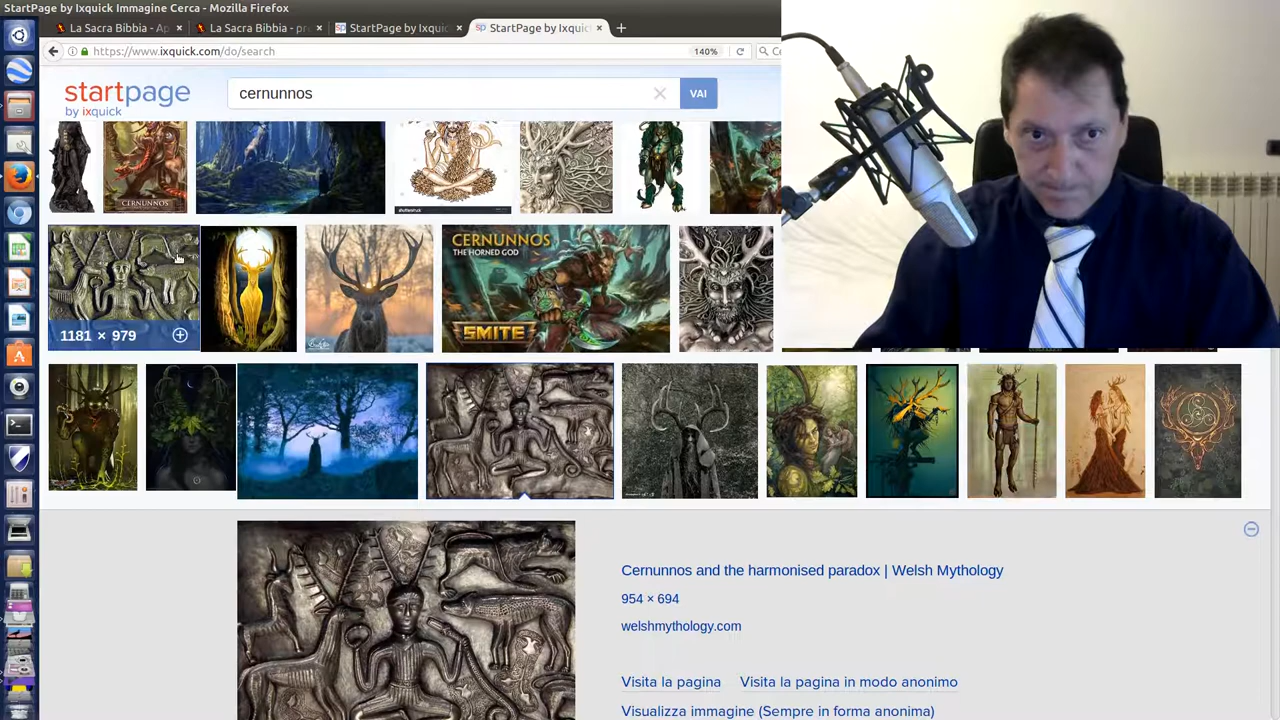 StartPage by Ixquick Immagine Cerca - Mozilla Firefox
La Sacra Bibbia - Ap
La Sacra Bibbia - pr
StartPage by Ixquick
StartPage by Ixquick
https://www.ixquick.com/do/search
140%
startpage
by ixquick
cernunnos
VAI
CERNUNNOS
CERNUNNOS
THE HORNED GOD
SMITE
1181 × 979
Cernunnos and the harmonised paradox | Welsh Mythology
954 × 694
welshmythology.com
Visita la pagina
Visita la pagina in modo anonimo
Visualizza immagine (Sempre in forma anonima)